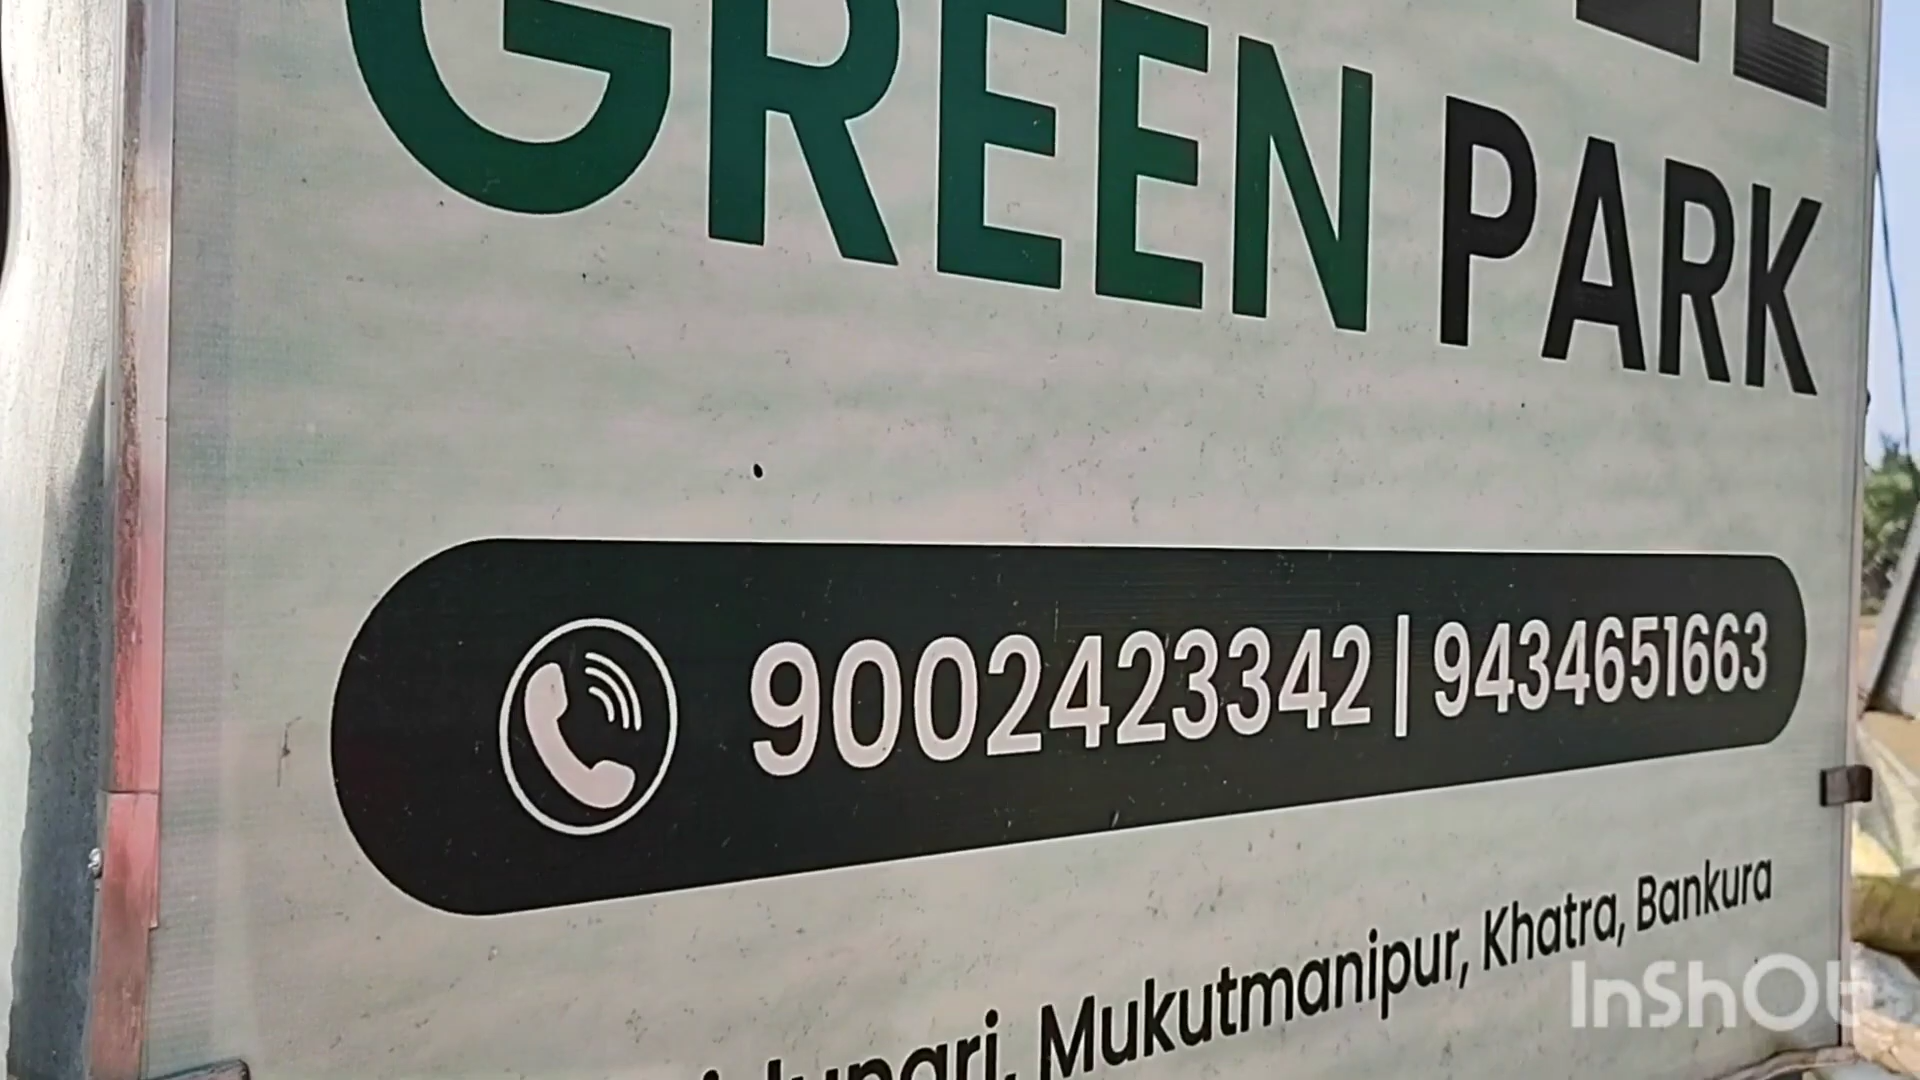 GREEN PARK
9002423342 | 9434651663
Mukutmanipur, Khatra, Bankura
InShOt